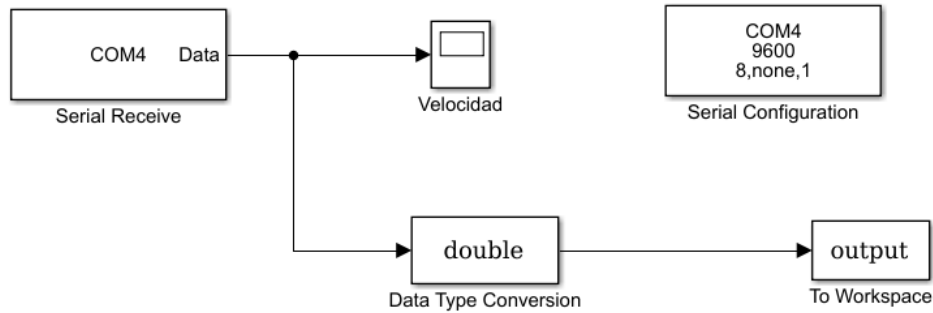 COM4 Data
Serial Receive
Velocidad
COM4
9600
8,none,1
Serial Configuration
double
Data Type Conversion
output
To Workspace